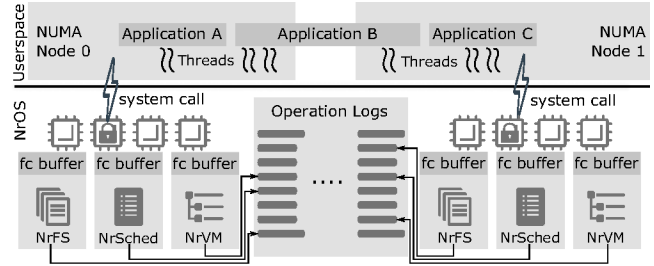 Userspace
NUMA
Node 0
Application A
Application B
Application C
NUMA
Node 1
Threads
Threads
system call
system call
NrOS
Operation Logs
....
fc buffer
fc buffer
fc buffer
fc buffer
fc buffer
fc buffer
NrFS
NrSched
NrVM
NrFS
NrSched
NrVM